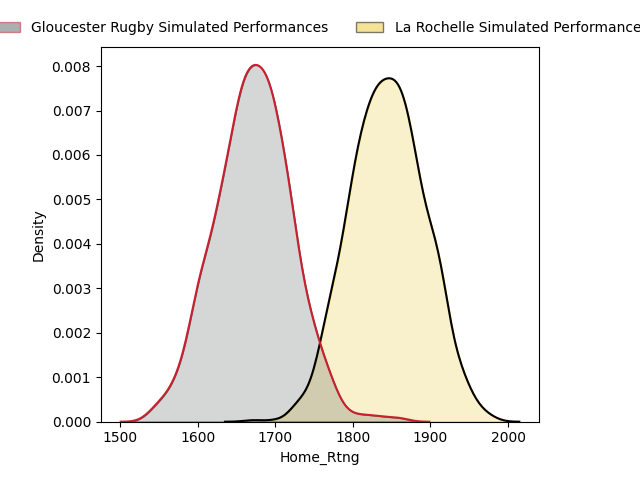 Gloucester Rugby Simulated Performances La Rochelle Simulated Performance
0.008
0.007
0.006
0.005
0.004
0.003
0.002
0.001
0.000
Density
1500 1600 1700 1800 1900 2000
Home_Rtng